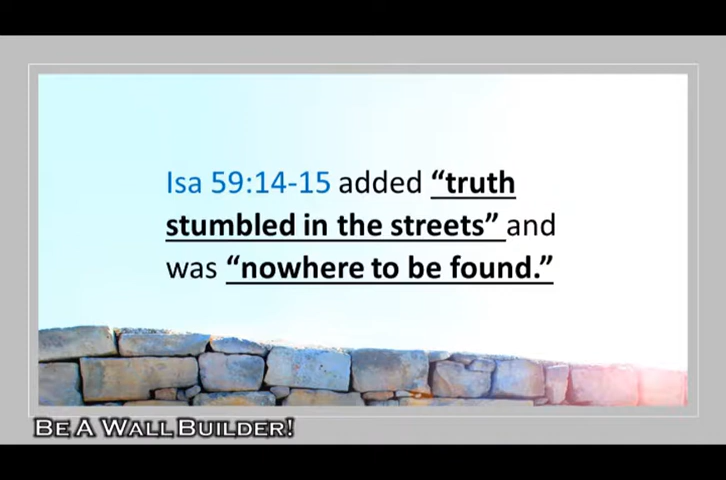 Isa 59:14-15 added “truth
stumbled in the streets” and
was “nowhere to be found.”
Be A Wall Builder!